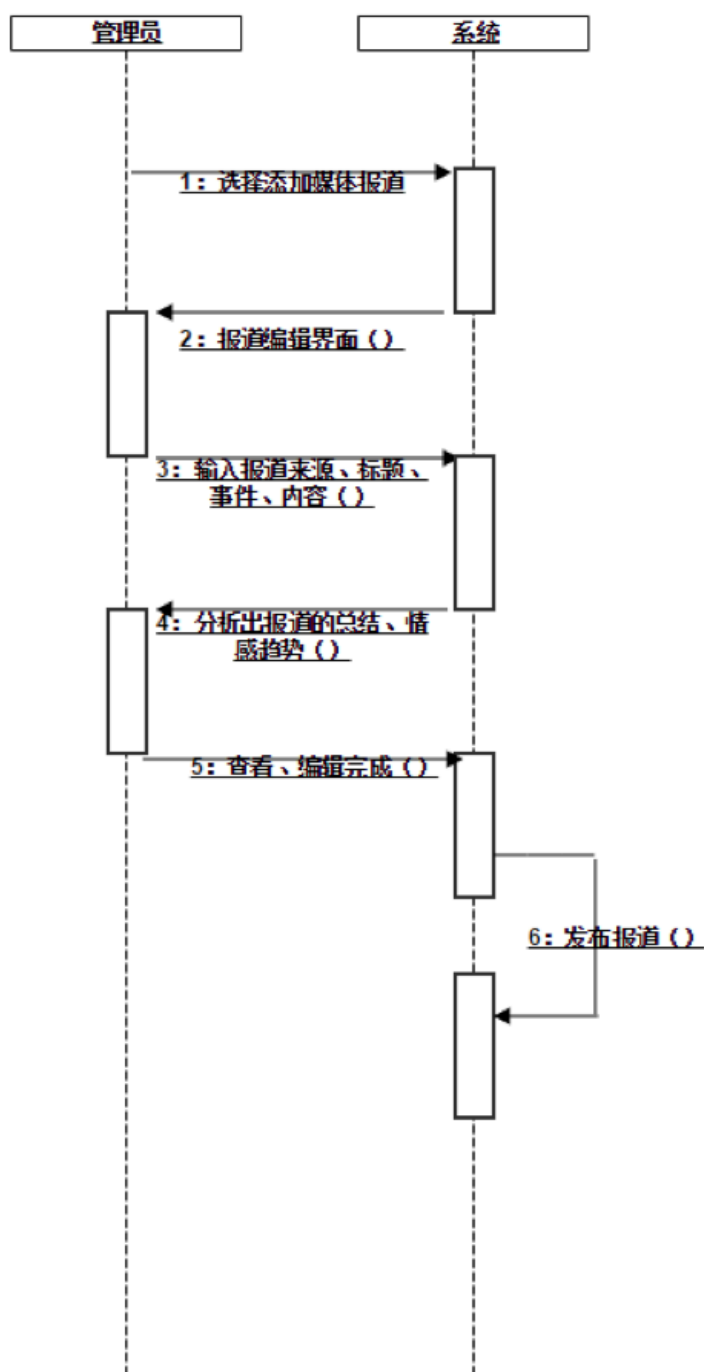 管理员
系统
1：选择添加媒体报道
2：报道编辑界面（）
3：输入报道来源、标题、
事件、内容（）
4：分析出报道的总结、情
感趋势（）
5：查看、编辑完成（）
6：发布报道（）